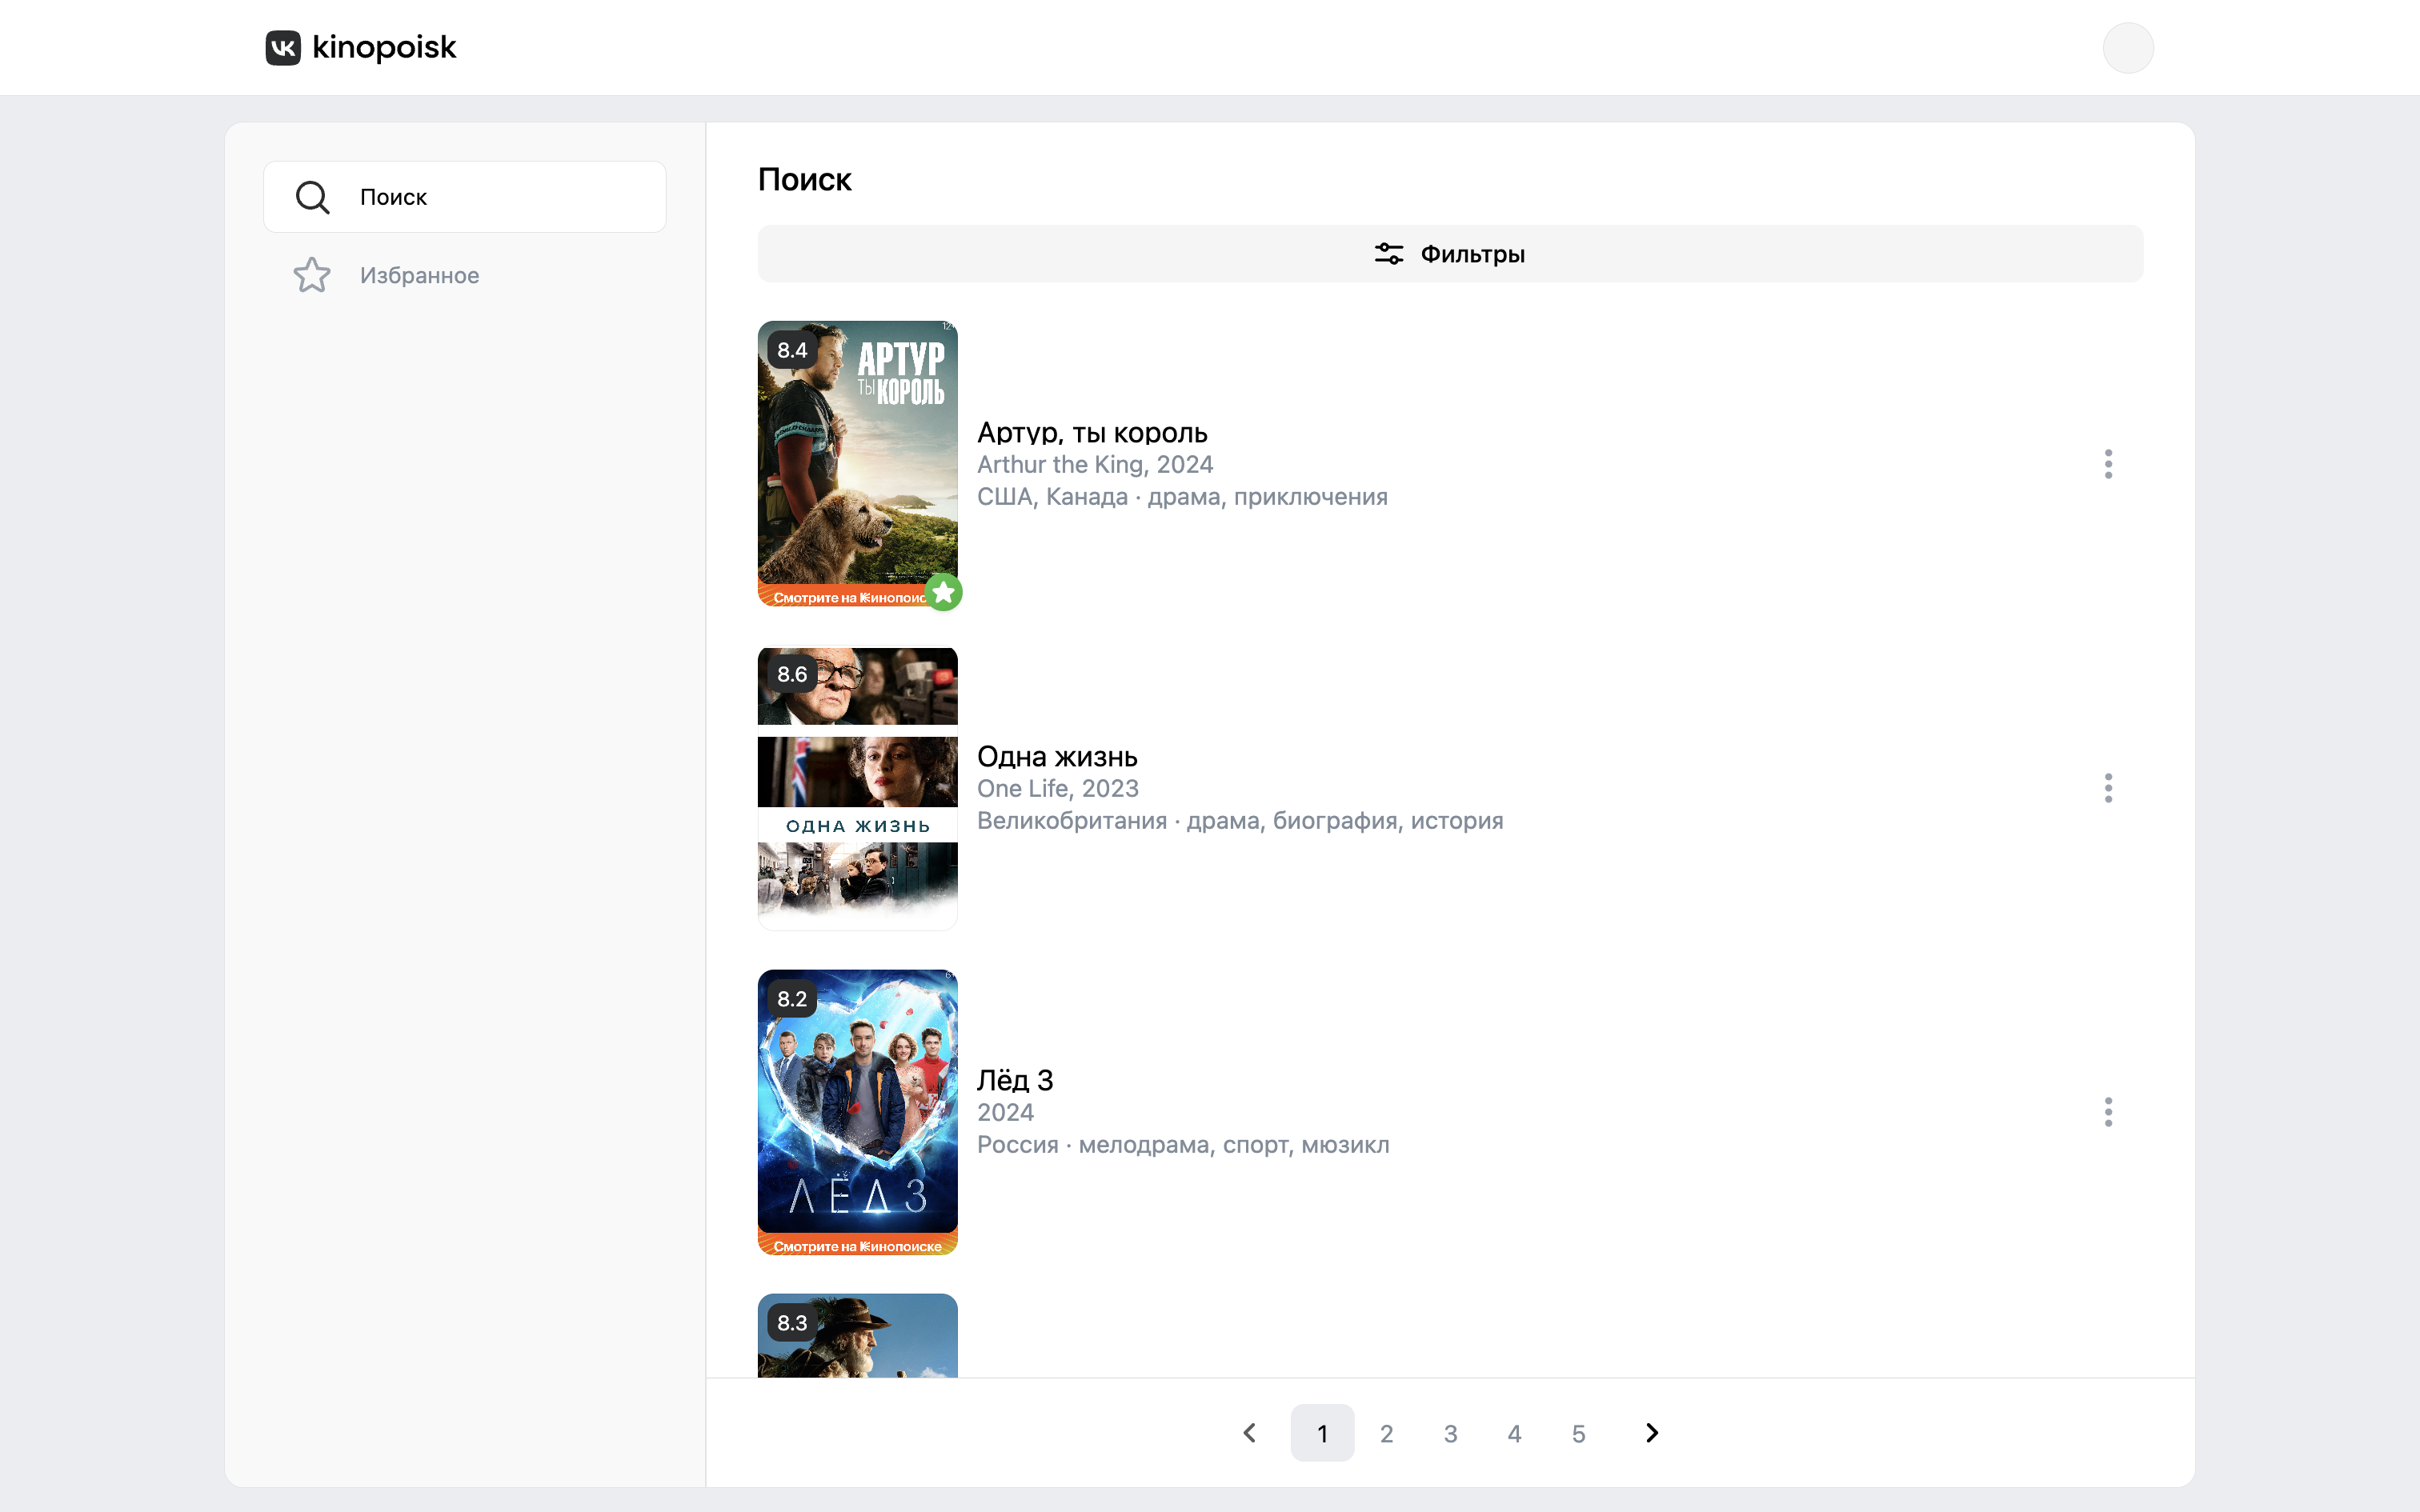 VK kinopoisk
Поиск
Избранное
Поиск
Фильтры
8.4
АРТУР
ТЫ КОРОЛЬ
Смотрите на Кинопоиск
Артур, ты король
Arthur the King, 2024
США, Канада · драма, приключения
8.6
ОДНА ЖИЗНЬ
Одна жизнь
One Life, 2023
Великобритания · драма, биография, история
8.2
ЛЁД 3
Смотрите на Кинопоиске
Лёд 3
2024
Россия · мелодрама, спорт, мюзикл
8.3
1 2 3 4 5